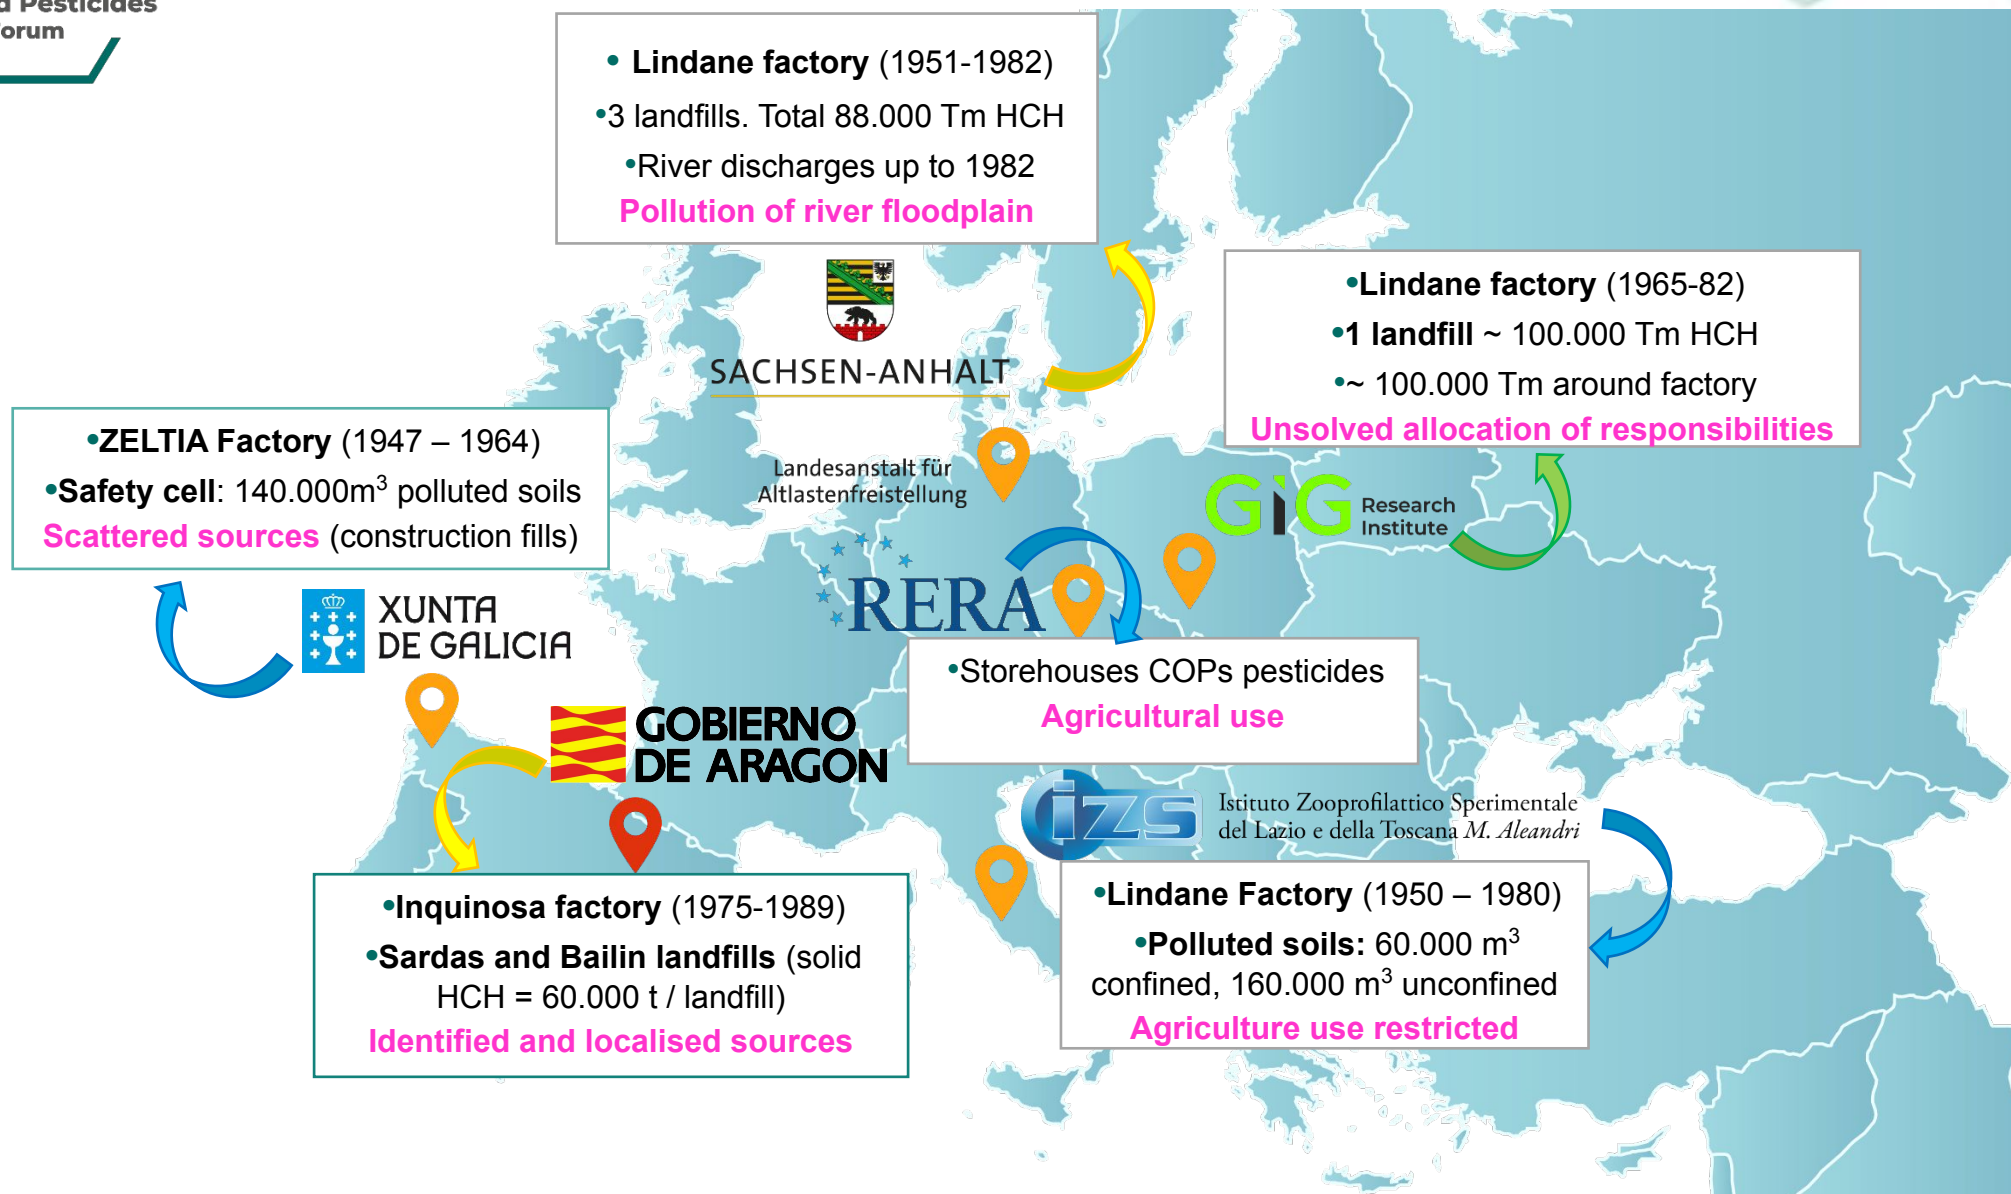 d Pesticides
Forum
• Lindane factory (1951-1982)
•3 landfills. Total 88.000 Tm HCH
•River discharges up to 1982
Pollution of river floodplain
SACHSEN-ANHALT
Landesanstalt für
Altlastenfreistellung
•Lindane factory (1965-82)
•1 landfill ~ 100.000 Tm HCH
•~ 100.000 Tm around factory
Unsolved allocation of responsibilities
GiG
Research
Institute
•ZELTIA Factory (1947 – 1964)
•Safety cell: 140.000m³ polluted soils
Scattered sources (construction fills)
XUNTA
DE GALICIA
RERA
•Storehouses COPs pesticides
Agricultural use
GOBIERNO
DE ARAGON
izs
Istituto Zooprofilattico Sperimentale
del Lazio e della Toscana M. Aleandri
•Inquinosa factory (1975-1989)
•Sardas and Bailin landfills (solid
HCH = 60.000 t / landfill)
Identified and localised sources
•Lindane Factory (1950 – 1980)
•Polluted soils: 60.000 m³
confined, 160.000 m³ unconfined
Agriculture use restricted